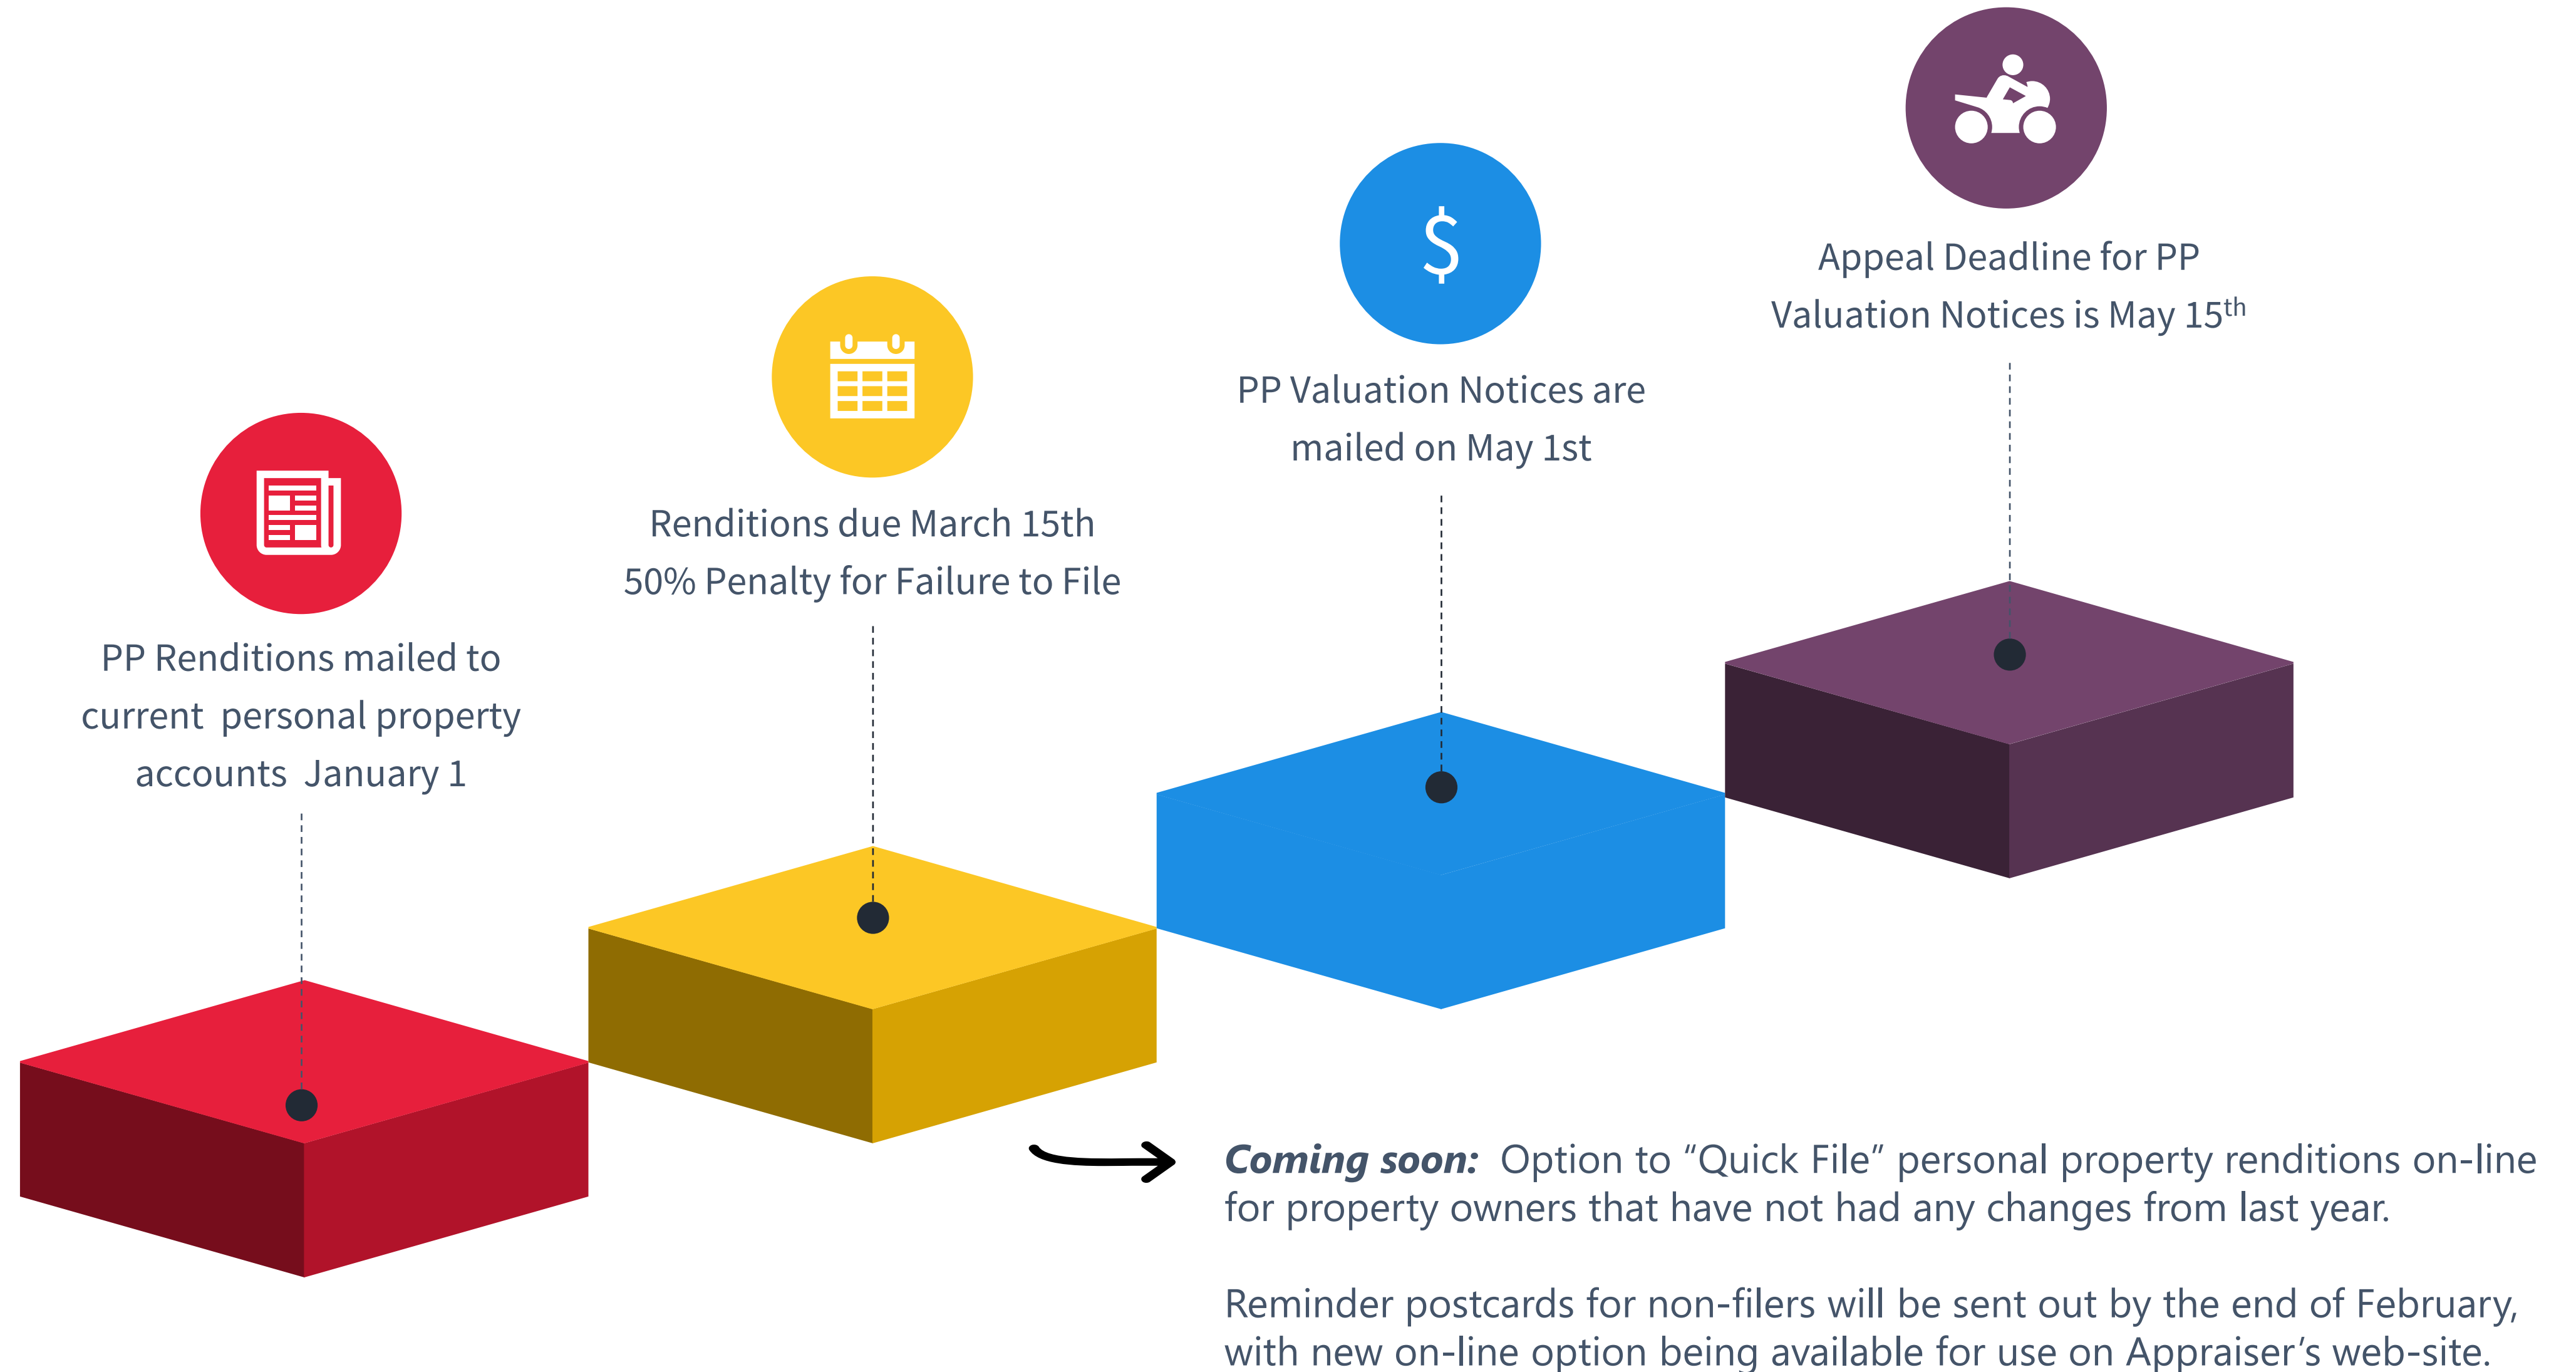 PP Renditions mailed to
current  personal property
accounts  January 1
Renditions due March 15th
50% Penalty for Failure to File
$
PP Valuation Notices are
mailed on May 1st
Appeal Deadline for PP
Valuation Notices is May 15th
Coming soon:  Option to “Quick File” personal property renditions on-line
for property owners that have not had any changes from last year.
Reminder postcards for non-filers will be sent out by the end of February,
with new on-line option being available for use on Appraiser’s web-site.